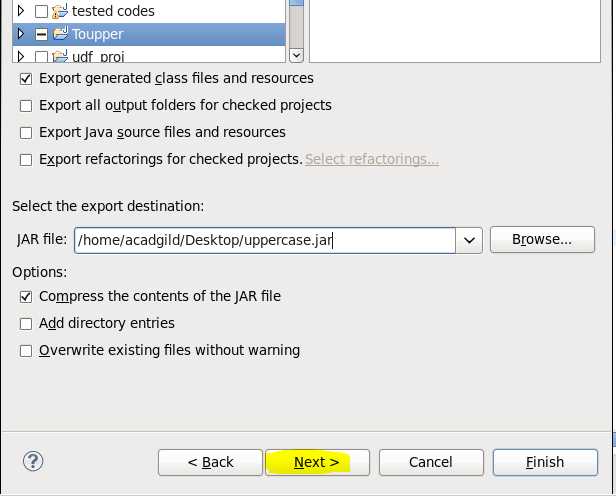 tested codes
Toupper
udf_proj
Export generated class files and resources
Export all output folders for checked projects
Export Java source files and resources
Export refactorings for checked projects. Select refactorings...
Select the export destination:
JAR file: /home/acadgild/Desktop/uppercase.jar Browse...
Options:
Compress the contents of the JAR file
Add directory entries
Overwrite existing files without warning
? < Back Next > Cancel Finish